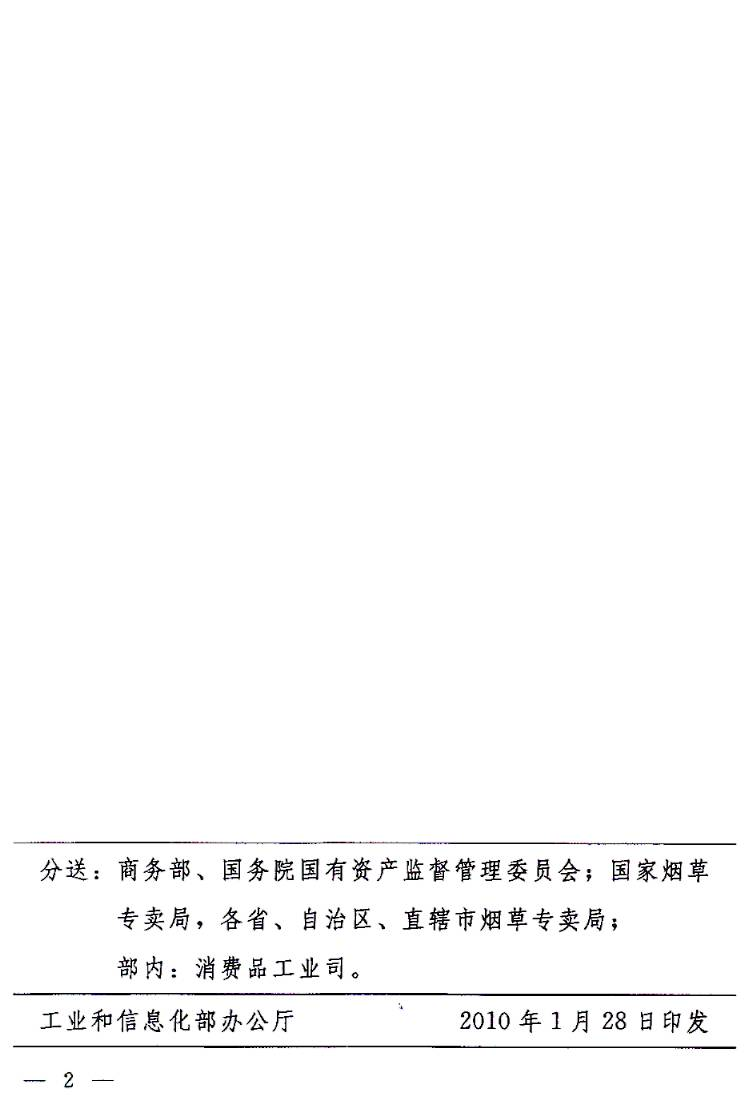 分送：商务部、国务院国有资产监督管理委员会；国家烟草
专卖局，各省、自治区、直辖市烟草专卖局；
部内：消费品工业司。
工业和信息化部办公厅 2010年1月28日印发
— 2 —